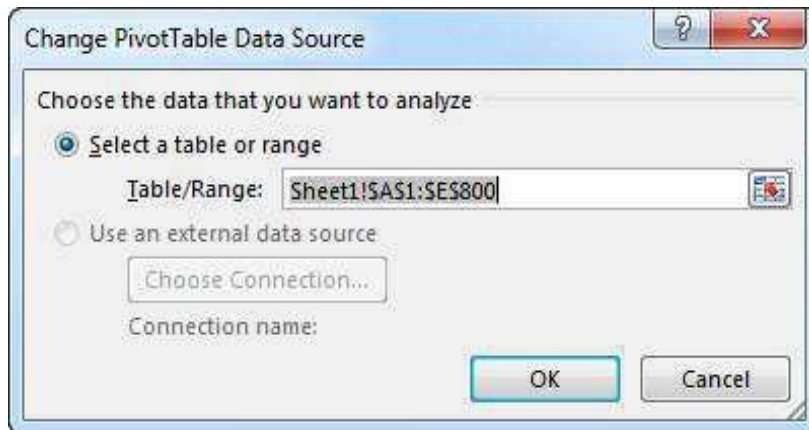 Change PivotTable Data Source
Choose the data that you want to analyze
Select a table or range
Table/Range: Sheet1!$A$1:$E$800
Use an external data source
Choose Connection...
Connection name:
OK Cancel